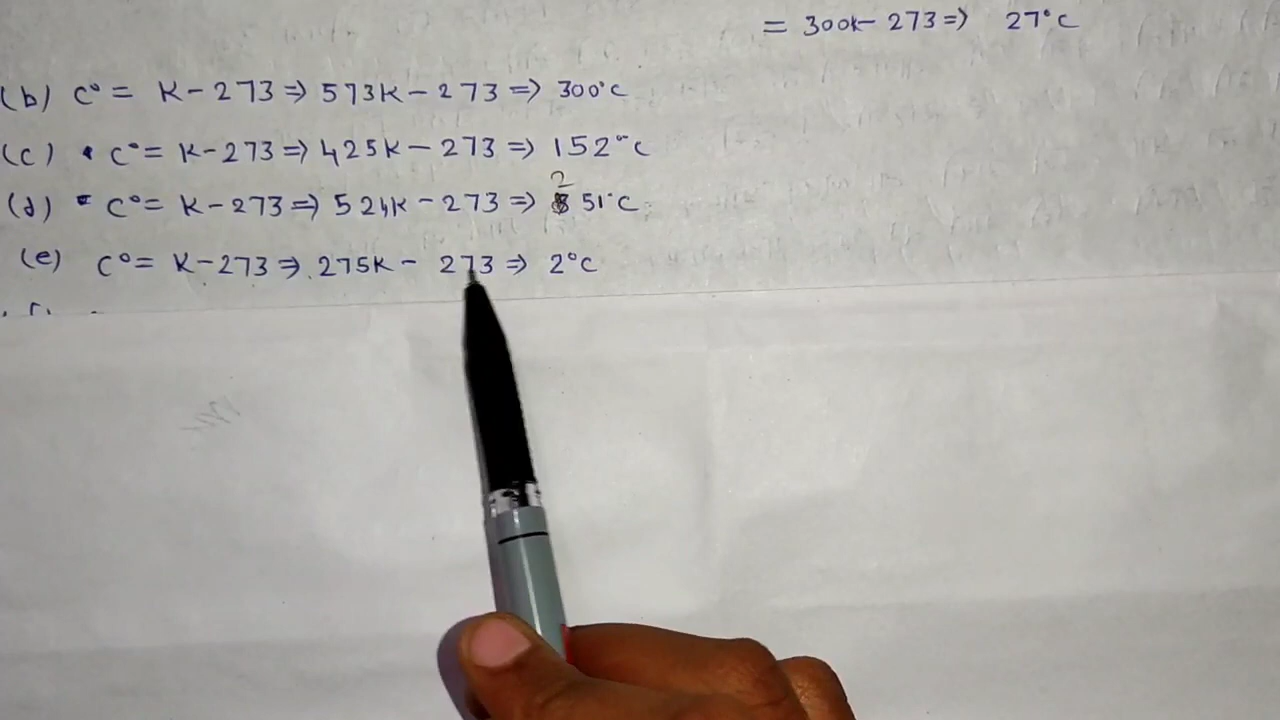 = 300K- 273 ⇒ 27°C
(b) C° = K-273 ⇒ 573K - 273 ⇒ 300°C
(c) C° = K-273 ⇒ 425K - 273 ⇒ 152°C
(d) - C° = K-273 ⇒ 524K - 273 ⇒ 251°C
(e) C° = K-273 ⇒ 275K - 273 ⇒ 2°C